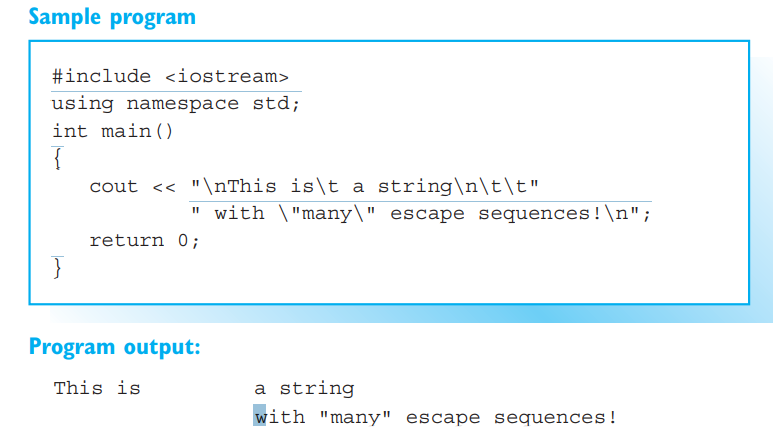 Sample program
#include <iostream>
using namespace std;
int main()
{
   cout << "\nThis is\t a string\n\t\t"
           " with \"many\" escape sequences!\n";
   return 0;
}
Program output:
This is         a string
                with "many" escape sequences!